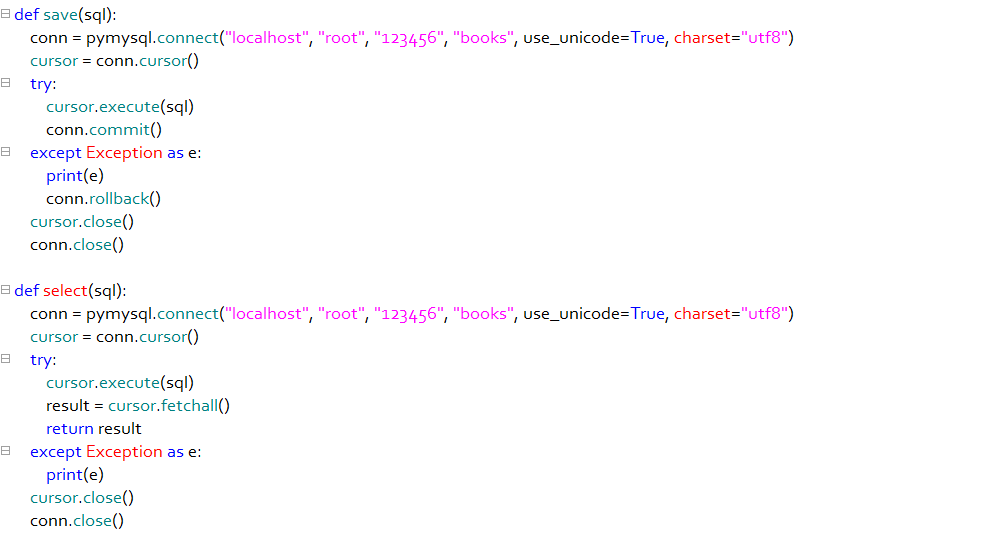 def save(sql):
    conn = pymysql.connect("localhost", "root", "123456", "books", use_unicode=True, charset="utf8")
    cursor = conn.cursor()
    try:
        cursor.execute(sql)
        conn.commit()
    except Exception as e:
        print(e)
        conn.rollback()
    cursor.close()
    conn.close()

def select(sql):
    conn = pymysql.connect("localhost", "root", "123456", "books", use_unicode=True, charset="utf8")
    cursor = conn.cursor()
    try:
        cursor.execute(sql)
        result = cursor.fetchall()
        return result
    except Exception as e:
        print(e)
    cursor.close()
    conn.close()